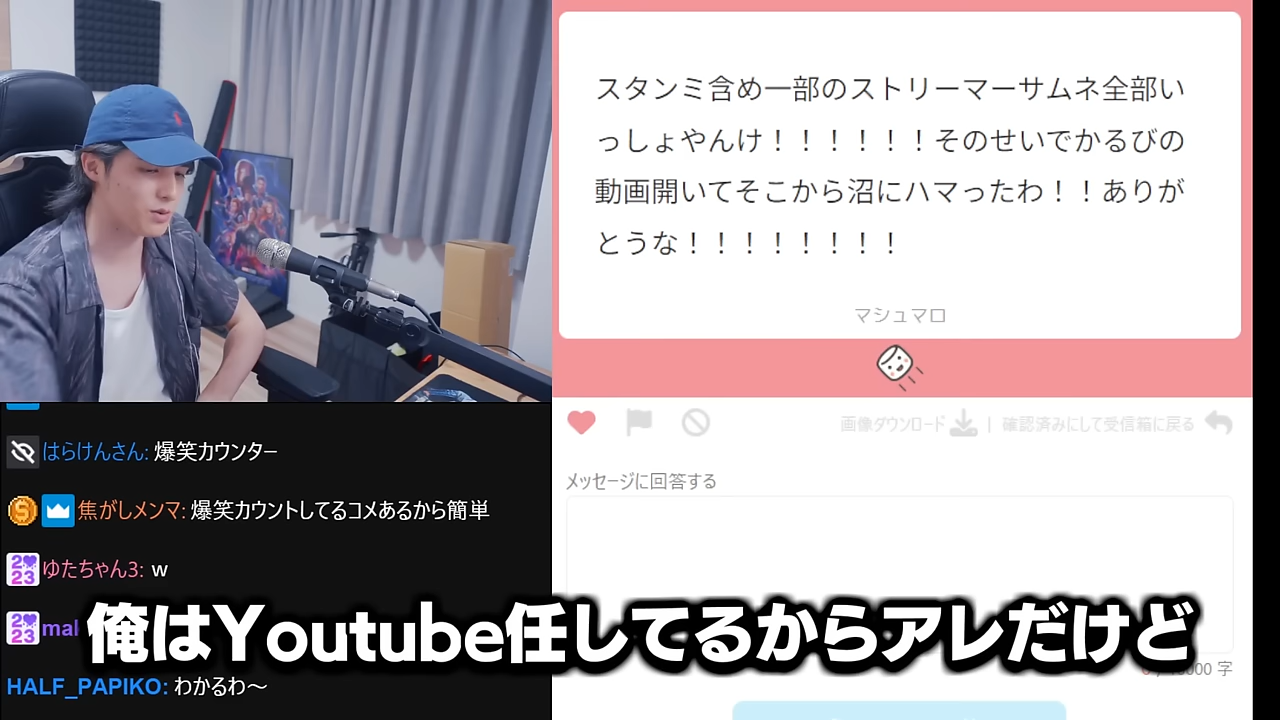 スタンミ含め一部のストリーマーサムネ全部い
っしょやんけ！！！！！！そのせいでかるびの
動画開いてそこから沼にハマったわ！！ありが
とうな！！！！！！！！
マシュマロ
画像ダウンロード | 確認済みにして受信箱に戻る
メッセージに回答する
はらけんさん: 爆笑カウンター
焦がしメンマ: 爆笑カウントしてるコメあるから簡単
2023 ゆたちゃん3: w
2023 mal
俺はYoutube任してるからアレだけど
000 字
HALF_PAPIKO: わかるわ〜